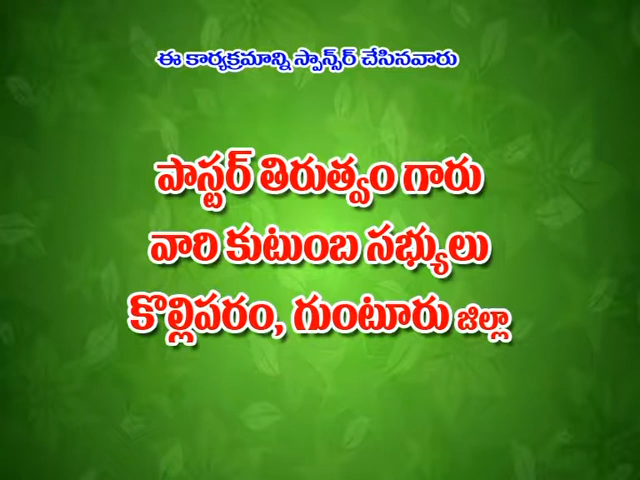 ఈ కార్యక్రమాన్ని స్పాన్సర్ చేసినవారు
పాస్టర్ తిరుత్వం గారు
వారి కుటుంబ సభ్యులు
కొల్లిపరం, గుంటూరు జిల్లా